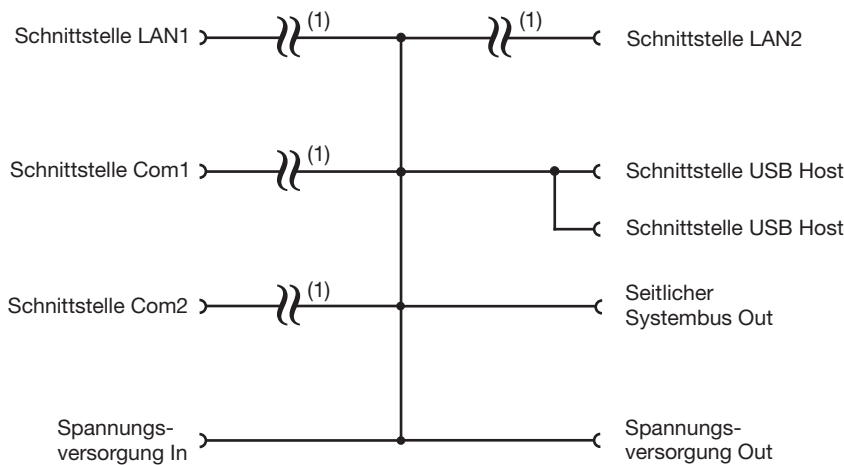 Schnittstelle LAN1
(1)
(1)
Schnittstelle LAN2
Schnittstelle Com1
(1)
Schnittstelle USB Host
Schnittstelle USB Host
Schnittstelle Com2
(1)
Seitlicher
Systembus Out
Spannungs-
versorgung In
Spannungs-
versorgung Out